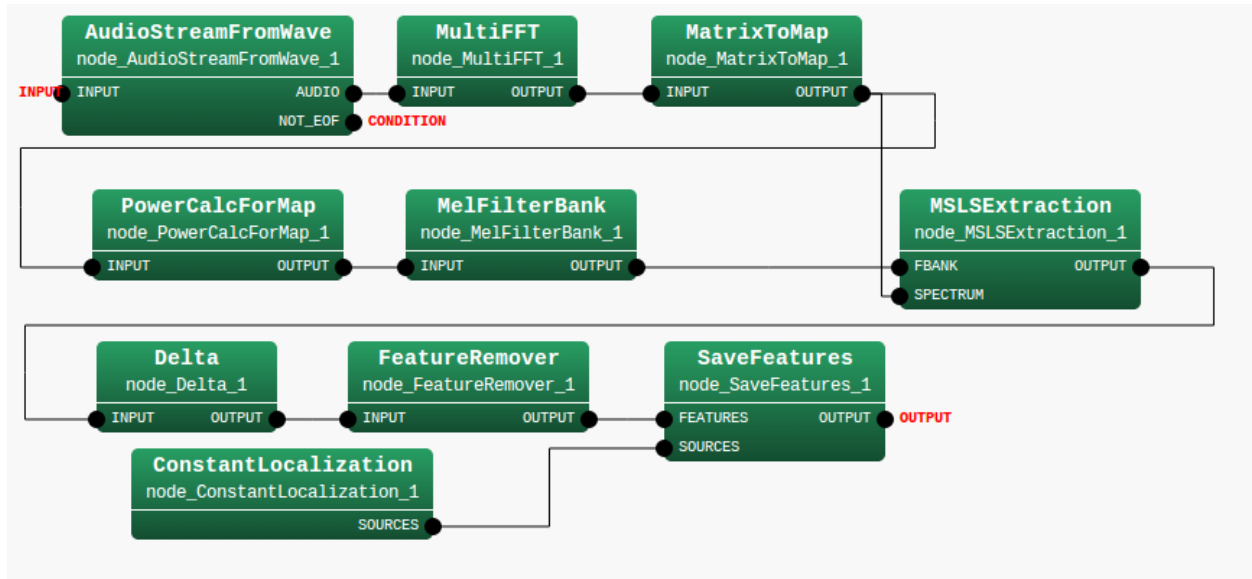 AudioStreamFromWave
node_AudioStreamFromWave_1
INPUT INPUT AUDIO
NOT_EOF CONDITION
MultiFFT
node_MultiFFT_1
INPUT OUTPUT
MatrixToMap
node_MatrixToMap_1
INPUT OUTPUT
PowerCalcForMap
node_PowerCalcForMap_1
INPUT OUTPUT
MelFilterBank
node_MelFilterBank_1
INPUT OUTPUT
MSLSExtraction
node_MSLSExtraction_1
FBANK OUTPUT
SPECTRUM
Delta
node_Delta_1
INPUT OUTPUT
FeatureRemover
node_FeatureRemover_1
INPUT OUTPUT
SaveFeatures
node_SaveFeatures_1
FEATURES OUTPUT OUTPUT
SOURCES
ConstantLocalization
node_ConstantLocalization_1
SOURCES